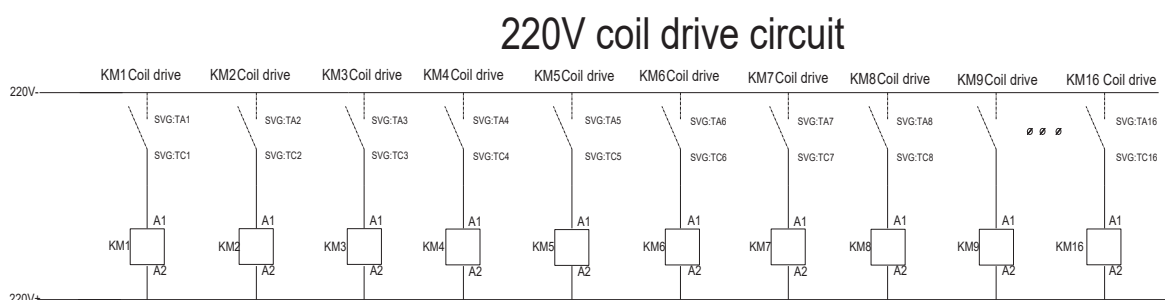 220V coil drive circuit
KM1 Coil drive KM2 Coil drive KM3 Coil drive KM4 Coil drive KM5 Coil drive KM6 Coil drive KM7 Coil drive KM8 Coil drive KM9 Coil drive KM16 Coil drive
220V-
SVG:TA1 SVG:TA2 SVG:TA3 SVG:TA4 SVG:TA5 SVG:TA6 SVG:TA7 SVG:TA8 SVG:TA16
ø ø ø
SVG:TC1 SVG:TC2 SVG:TC3 SVG:TC4 SVG:TC5 SVG:TC6 SVG:TC7 SVG:TC8 SVG:TC16
A1 A1 A1 A1 A1 A1 A1 A1 A1 A1
KM1 KM2 KM3 KM4 KM5 KM6 KM7 KM8 KM9 KM16
A2 A2 A2 A2 A2 A2 A2 A2 A2 A2
220V+